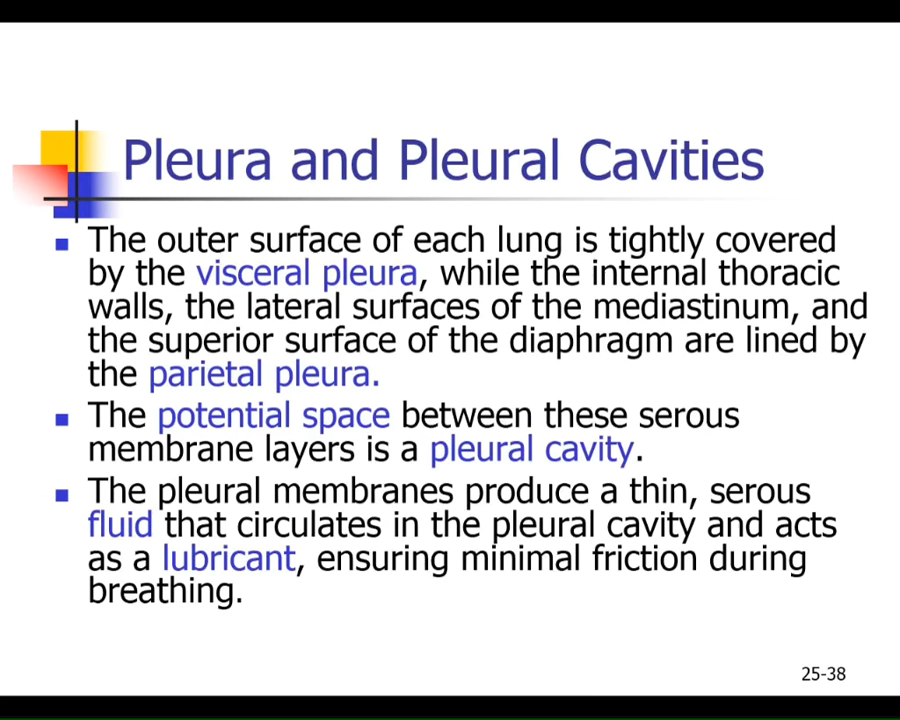 Pleura and Pleural Cavities
The outer surface of each lung is tightly covered
by the visceral pleura, while the internal thoracic
walls, the lateral surfaces of the mediastinum, and
the superior surface of the diaphragm are lined by
the parietal pleura.
The potential space between these serous
membrane layers is a pleural cavity.
The pleural membranes produce a thin, serous
fluid that circulates in the pleural cavity and acts
as a lubricant, ensuring minimal friction during
breathing.
25-38